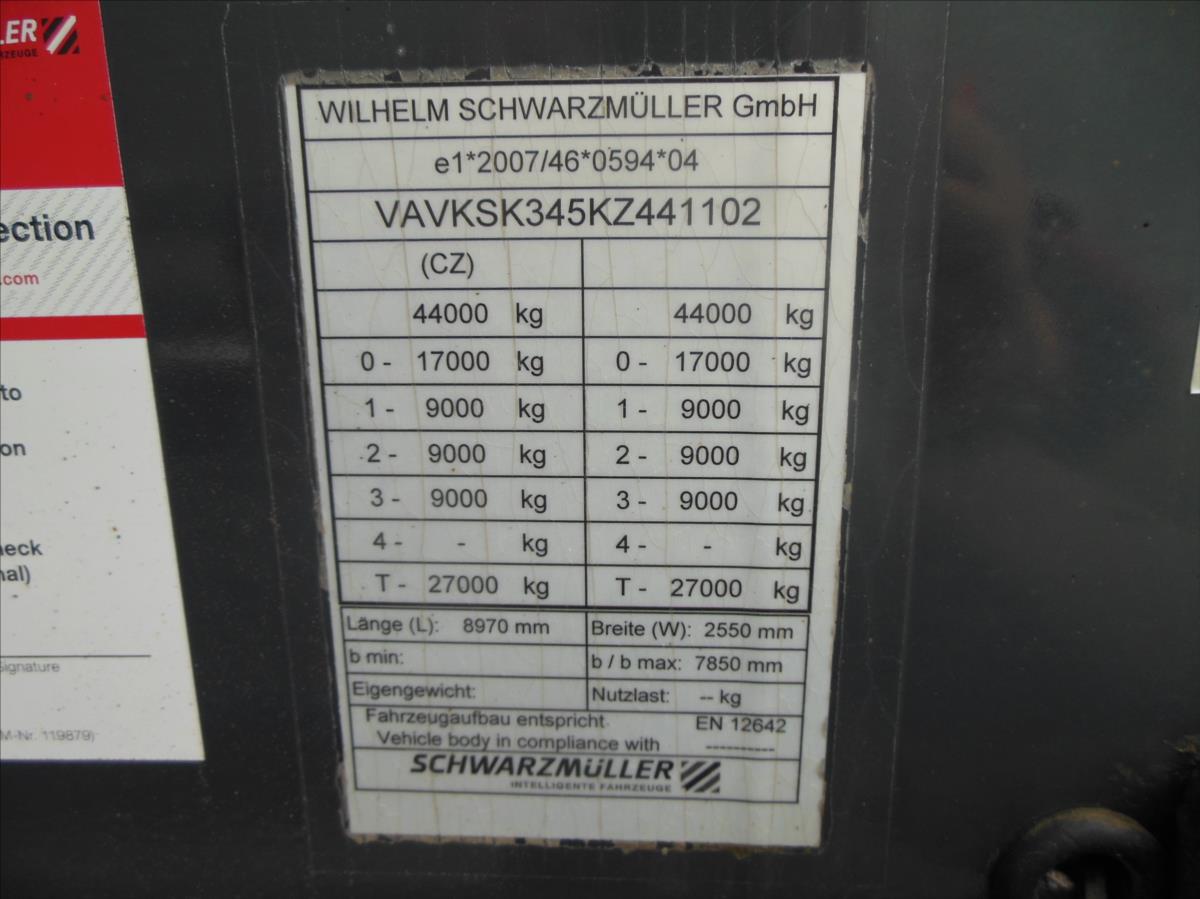 LER
RZEUGE
ection
.com
to
on
heck
nal)
Signature
M-Nr. 119879)
WILHELM SCHWARZMÜLLER GmbH
e1*2007/46*0594*04
VAVKSK345KZ441102
(CZ)
44000 kg 44000 kg
0- 17000 kg 0- 17000 kg
1- 9000 kg 1- 9000 kg
2- 9000 kg 2- 9000 kg
3- 9000 kg 3- 9000 kg
4- - kg 4- - kg
T- 27000 kg T- 27000 kg
Länge (L): 8970 mm Breite (W): 2550 mm
b min: b / b max: 7850 mm
Eigengewicht: Nutzlast: -- kg
Fahrzeugaufbau entspricht EN 12642
Vehicle body in compliance with ----------
SCHWARZMÜLLER
INTELLIGENTE FAHRZEUGE